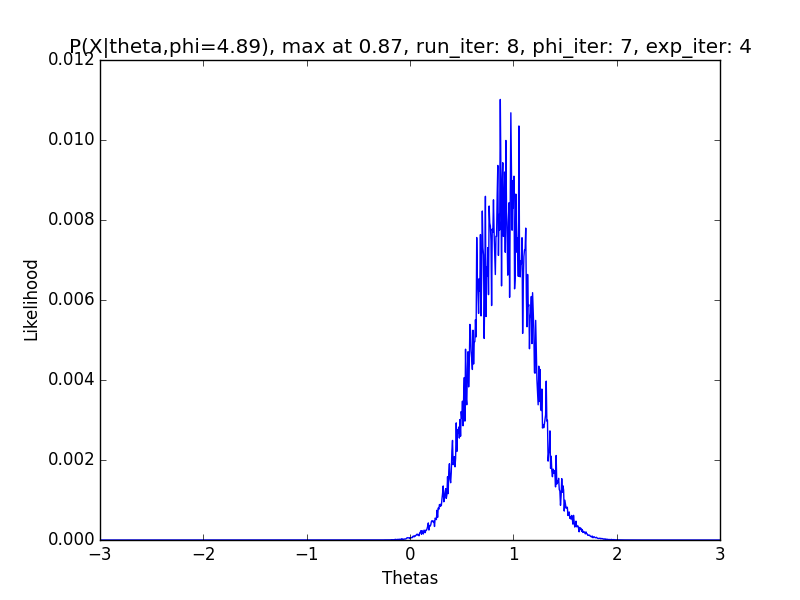 P(X|theta,phi=4.89), max at 0.87, run_iter: 8, phi_iter: 7, exp_iter: 4
0.012
0.010
0.008
0.006
0.004
0.002
0.000
Likelihood
−3 −2 −1 0 1 2 3
Thetas